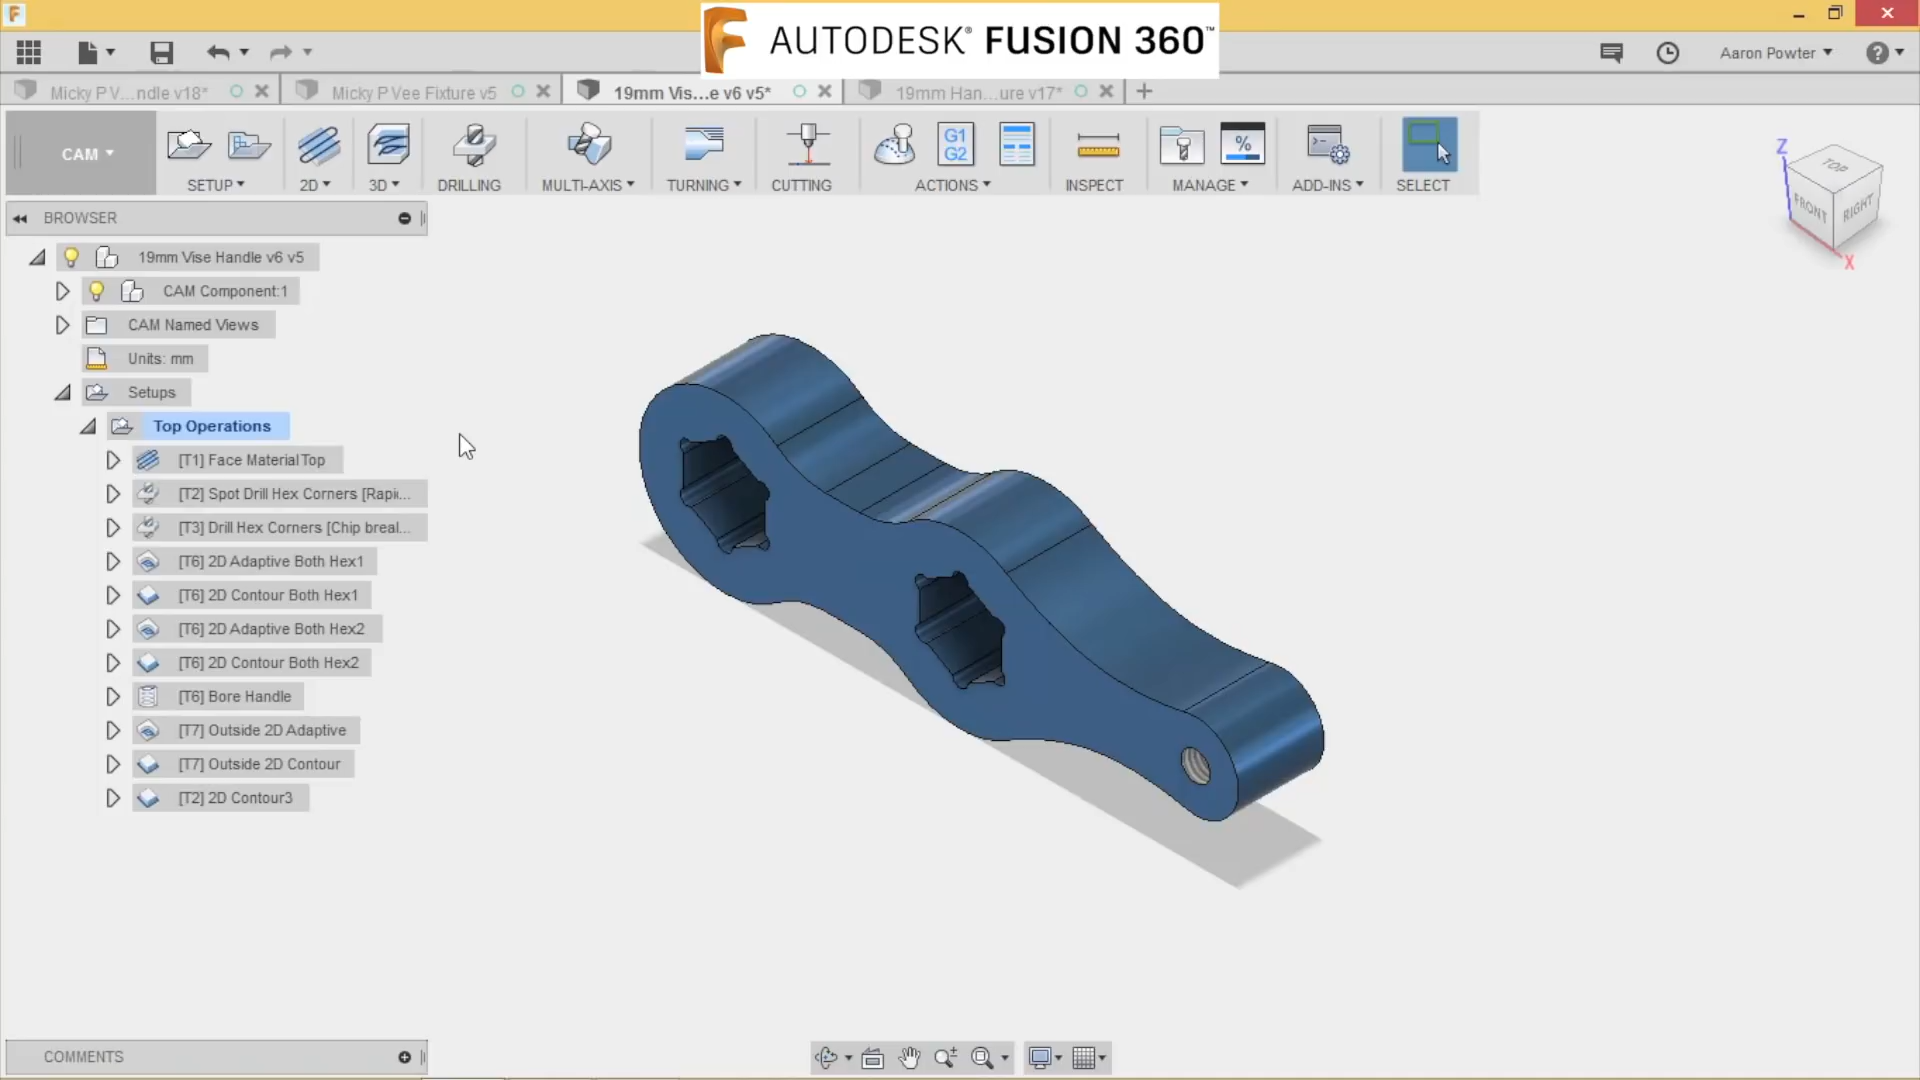 AUTODESK® FUSION 360™
Aaron Powter
Micky P V...ndle v18*
Micky P Vee Fixture v5
19mm Vis...e v6 v5*
19mm Han...ure v17*
CAM
G1
G2
%
SETUP
2D
3D
DRILLING
MULTI-AXIS
TURNING
CUTTING
ACTIONS
INSPECT
MANAGE
ADD-INS
SELECT
Z
TOP
FRONT
RIGHT
X
BROWSER
19mm Vise Handle v6 v5
CAM Component:1
CAM Named Views
Units: mm
Setups
Top Operations
[T1] Face Material Top
[T2] Spot Drill Hex Corners [Rapi...
[T3] Drill Hex Corners [Chip breal...
[T6] 2D Adaptive Both Hex1
[T6] 2D Contour Both Hex1
[T6] 2D Adaptive Both Hex2
[T6] 2D Contour Both Hex2
[T6] Bore Handle
[T7] Outside 2D Adaptive
[T7] Outside 2D Contour
[T2] 2D Contour3
COMMENTS